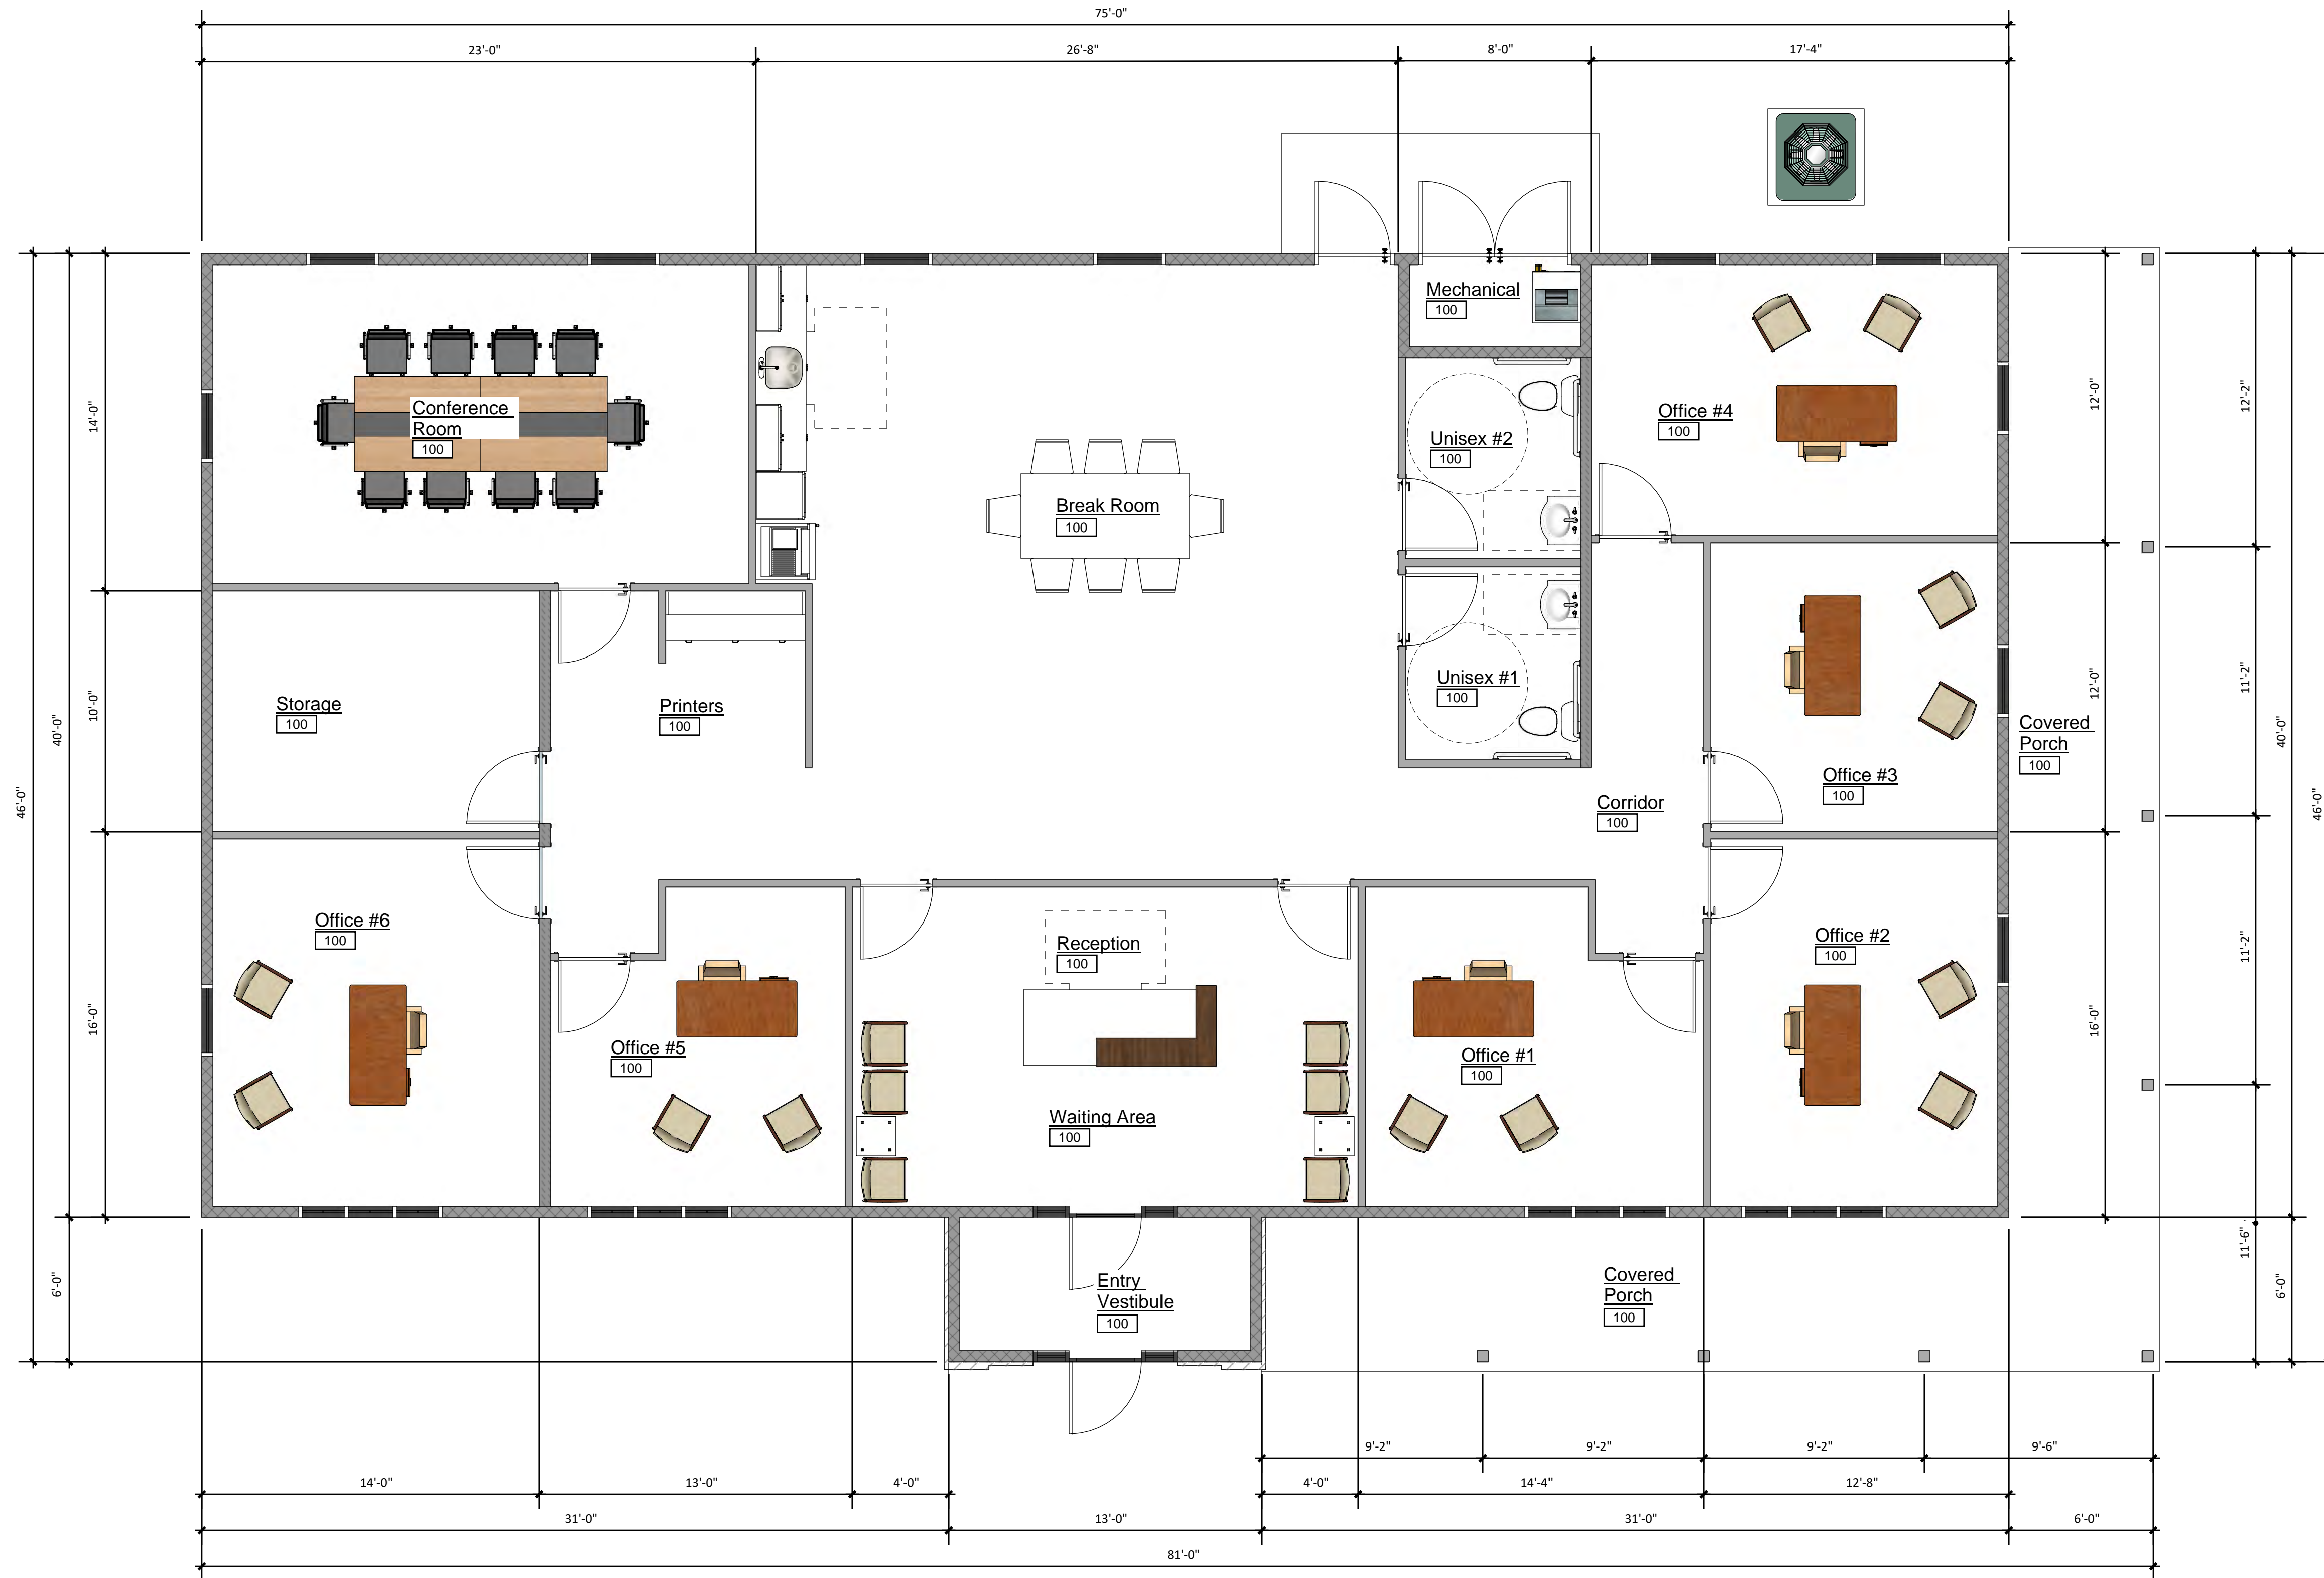 75'-0"
23'-0"
26'-8"
8'-0"
17'-4"
Mechanical
100
Conference
Room
100
Break Room
100
Unisex #2
100
Office #4
100
14'-0"
12'-0"
12'-2"
Storage
100
Printers
100
Unisex #1
100
Office #3
100
Corridor
100
Covered
Porch
100
46'-0"
40'-0"
10'-0"
12'-0"
11'-2"
40'-0"
46'-0"
Office #6
100
Office #5
100
Reception
100
Waiting Area
100
Office #1
100
Office #2
100
16'-0"
16'-0"
11'-2"
6'-0"
Entry
Vestibule
100
Covered
Porch
100
11'-6"
6'-0"
9'-2"
9'-2"
9'-2"
9'-6"
14'-0"
13'-0"
4'-0"
4'-0"
14'-4"
12'-8"
31'-0"
13'-0"
31'-0"
6'-0"
81'-0"